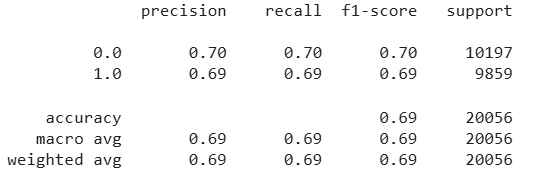 precision recall f1-score support
0.0 0.70 0.70 0.70 10197
1.0 0.69 0.69 0.69 9859
accuracy 0.69 20056
macro avg 0.69 0.69 0.69 20056
weighted avg 0.69 0.69 0.69 20056